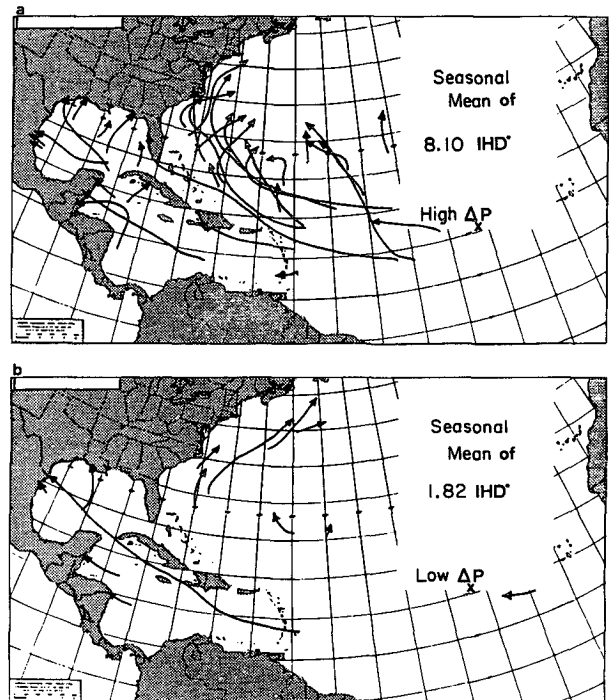 a
Seasonal
Mean of
8.10 IHD*
High ΔP
x
b
Seasonal
Mean of
1.82 IHD*
Low ΔP
x